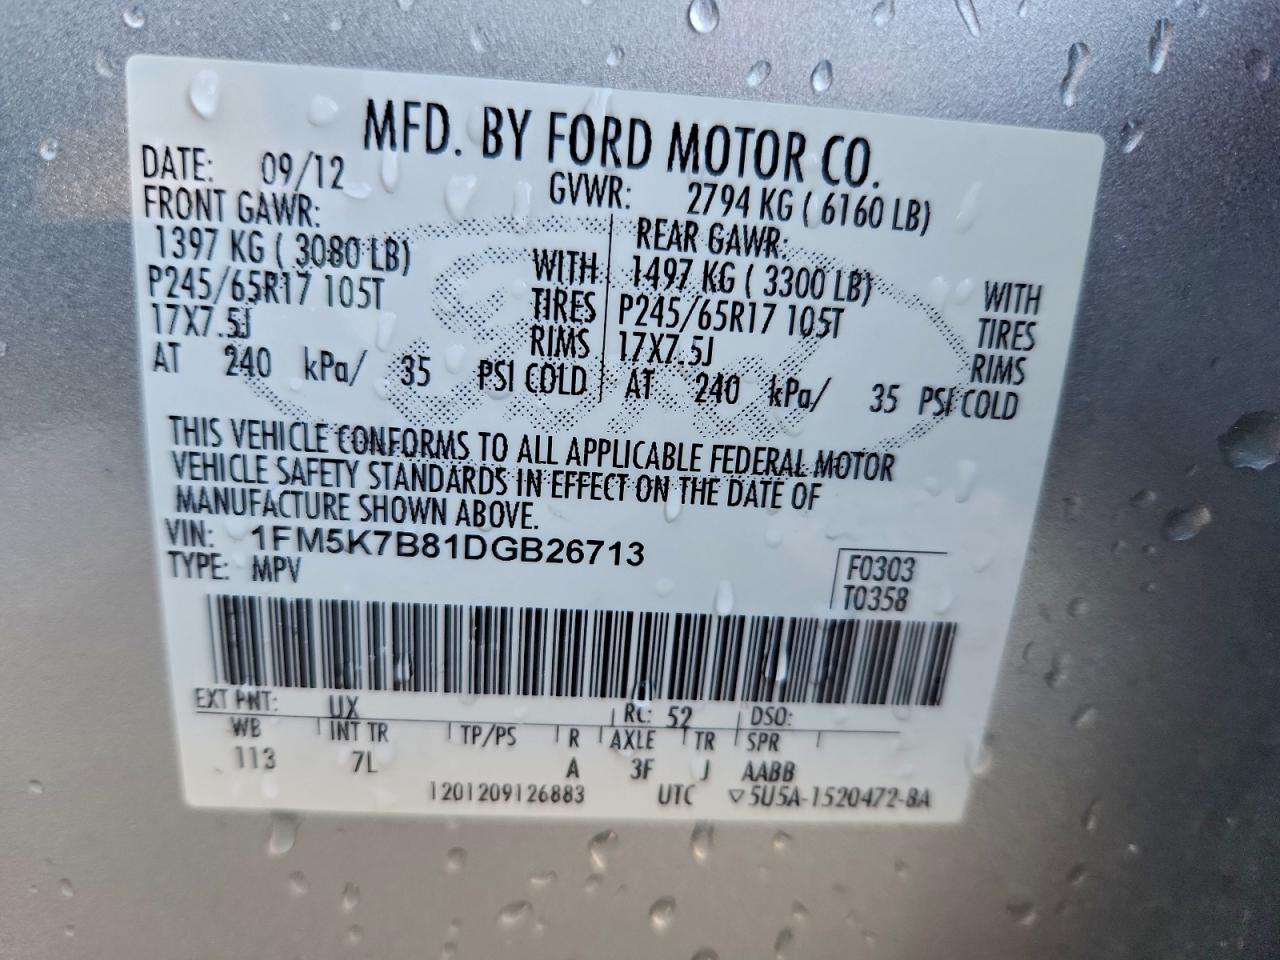 MFD. BY FORD MOTOR CO.
DATE: 09/12 GVWR: 2794 KG ( 6160 LB)
FRONT GAWR: REAR GAWR:
1397 KG ( 3080 LB) WITH 1497 KG ( 3300 LB) WITH
P245/65R17 105T TIRES P245/65R17 105T TIRES
17X7.5J RIMS 17X7.5J RIMS
AT 240 kPa/ 35 PSI COLD AT 240 kPa/ 35 PSI COLD
THIS VEHICLE CONFORMS TO ALL APPLICABLE FEDERAL MOTOR
VEHICLE SAFETY STANDARDS IN EFFECT ON THE DATE OF
MANUFACTURE SHOWN ABOVE.
VIN: 1FM5K7B81DGB26713
TYPE: MPV F0303
T0358
EXT PNT: UX RC: 52 DSO:
WB INT TR TP/PS R AXLE TR SPR
113 7L A 3F J AABB
1201209126883 UTC ▽5U5A-1520472-BA